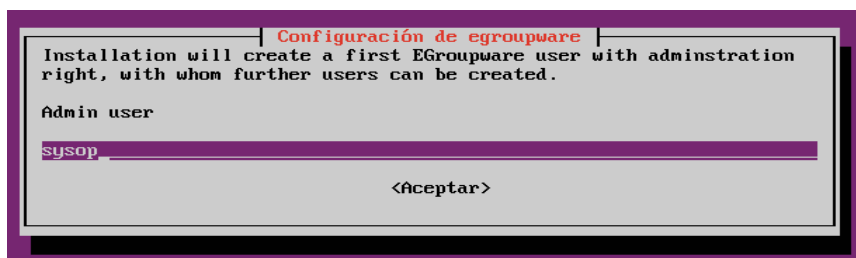 Configuración de egroupware
Installation will create a first EGroupware user with adminstration
right, with whom further users can be created.
Admin user
sysop
<Aceptar>